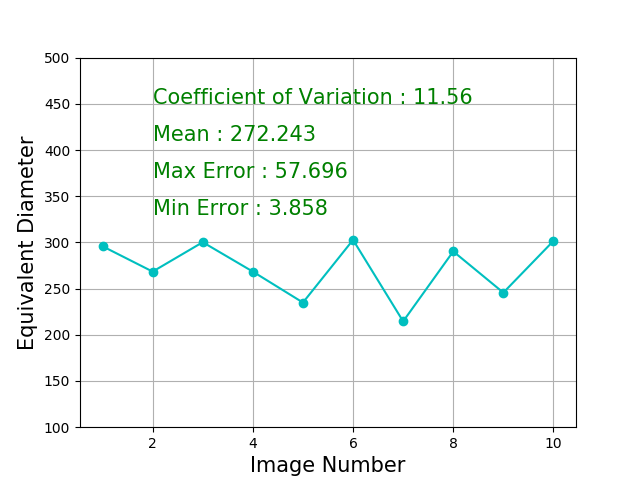 500
450
400
350
300
250
200
150
100
Equivalent Diameter
Coefficient of Variation : 11.56
Mean : 272.243
Max Error : 57.696
Min Error : 3.858
2 4 6 8 10
Image Number